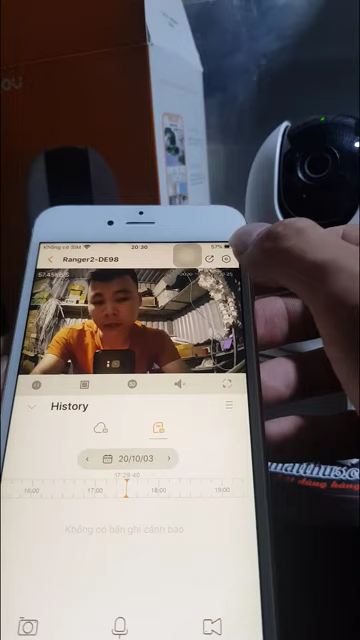 Không có SIM
20:30
57%
Ranger2-DE98
History
20/10/03
17:29:40
16:00
17:00
18:00
19:00
Không có bản ghi cảnh báo